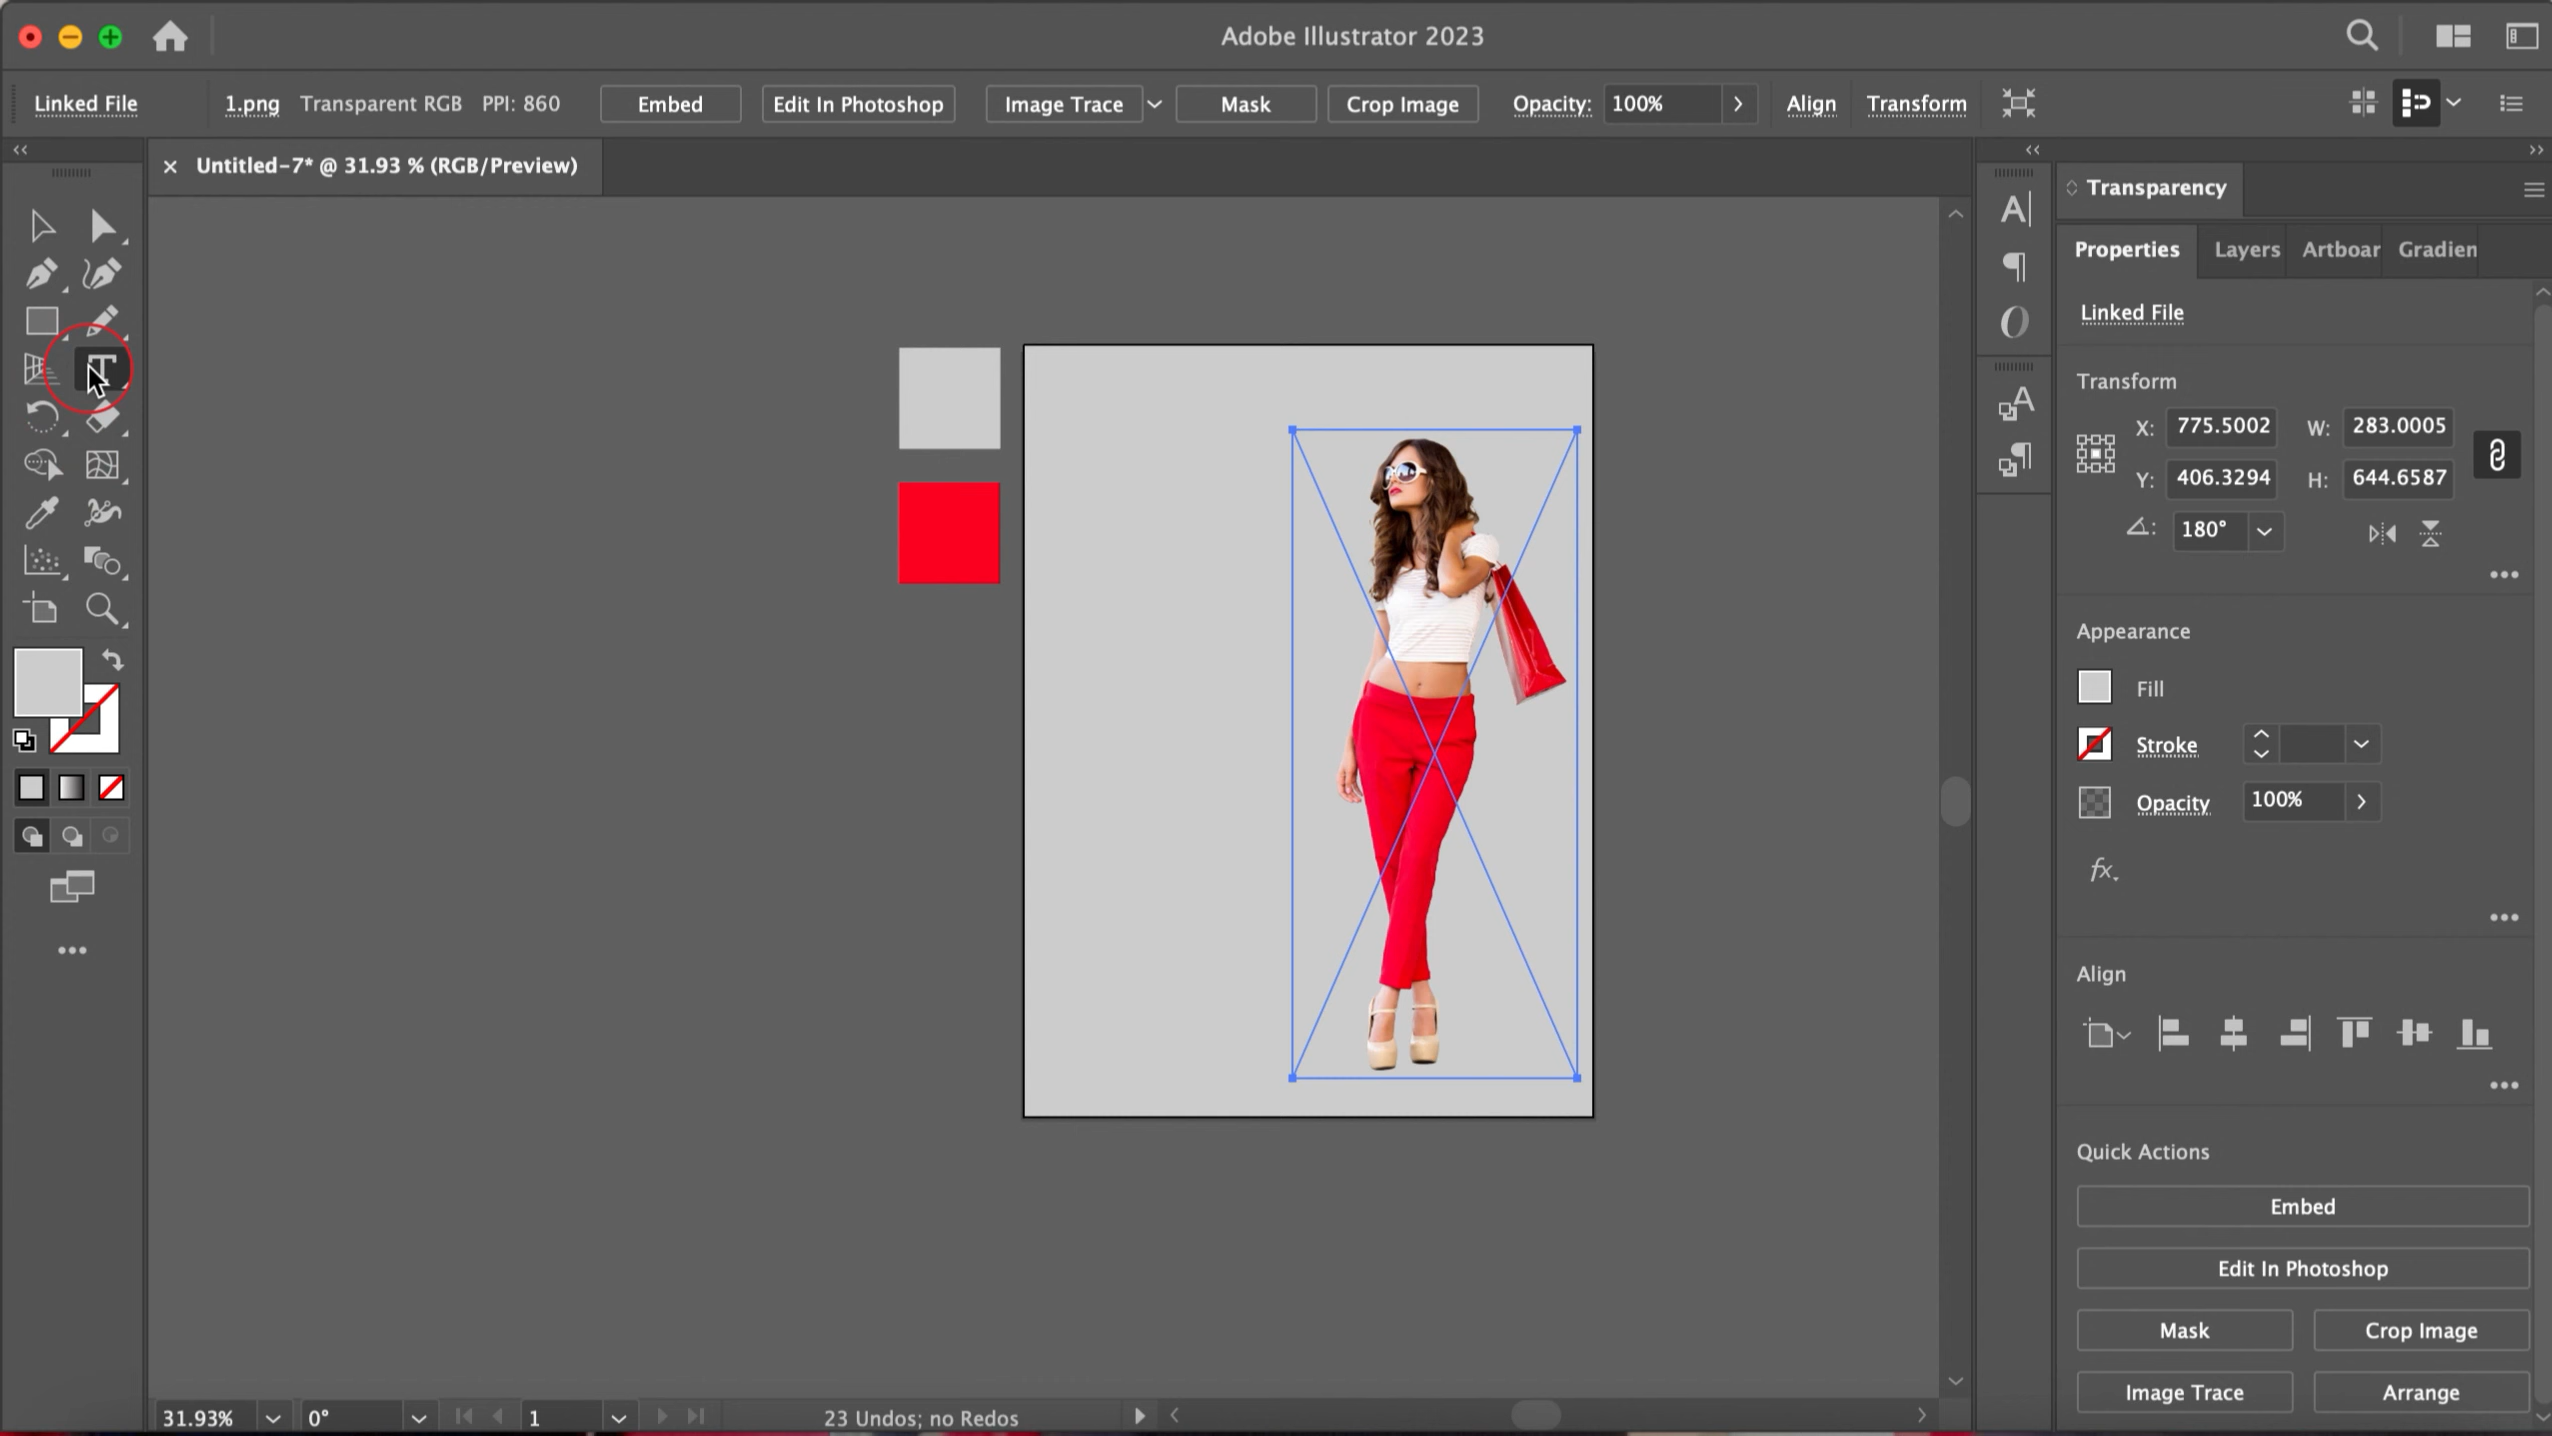 Adobe Illustrator 2023
Linked File 1.png Transparent RGB PPI: 860 Embed Edit In Photoshop Image Trace Mask Crop Image Opacity: 100% Align Transform
Untitled-7* @ 31.93 % (RGB/Preview)
Transparency
Properties Layers Artboar Gradien
Linked File
Transform
X: 775.5002 W: 283.0005
Y: 406.3294 H: 644.6587
180°
Appearance
Fill
Stroke
Opacity 100%
fx
Align
Quick Actions
Embed
Edit In Photoshop
Mask Crop Image
Image Trace Arrange
31.93% 0° 1 23 Undos; no Redos